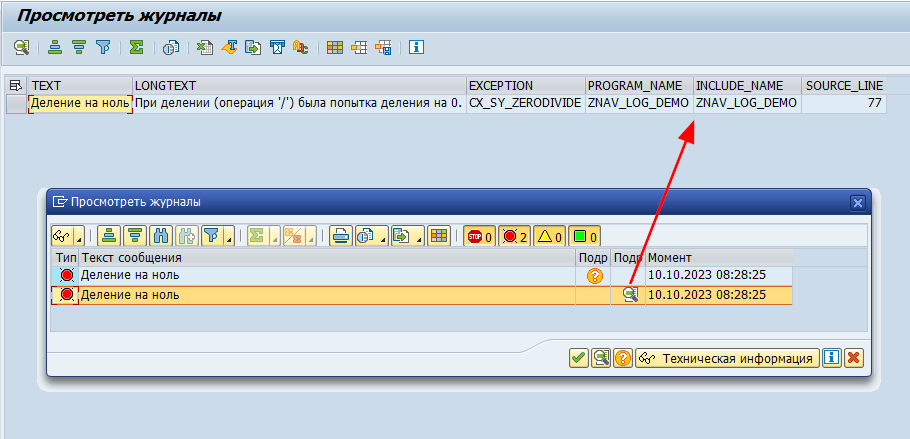 Просмотреть журналы
TEXT LONGTEXT EXCEPTION PROGRAM_NAME INCLUDE_NAME SOURCE_LINE
Деление на ноль При делении (операция '/') была попытка деления на 0. CX_SY_ZERODIVIDE ZNAV_LOG_DEMO ZNAV_LOG_DEMO 77
Просмотреть журналы
STOP 0 2 0 0
Тип Текст сообщения Подр Подр Момент
Деление на ноль 10.10.2023 08:28:25
Деление на ноль 10.10.2023 08:28:25
Техническая информация